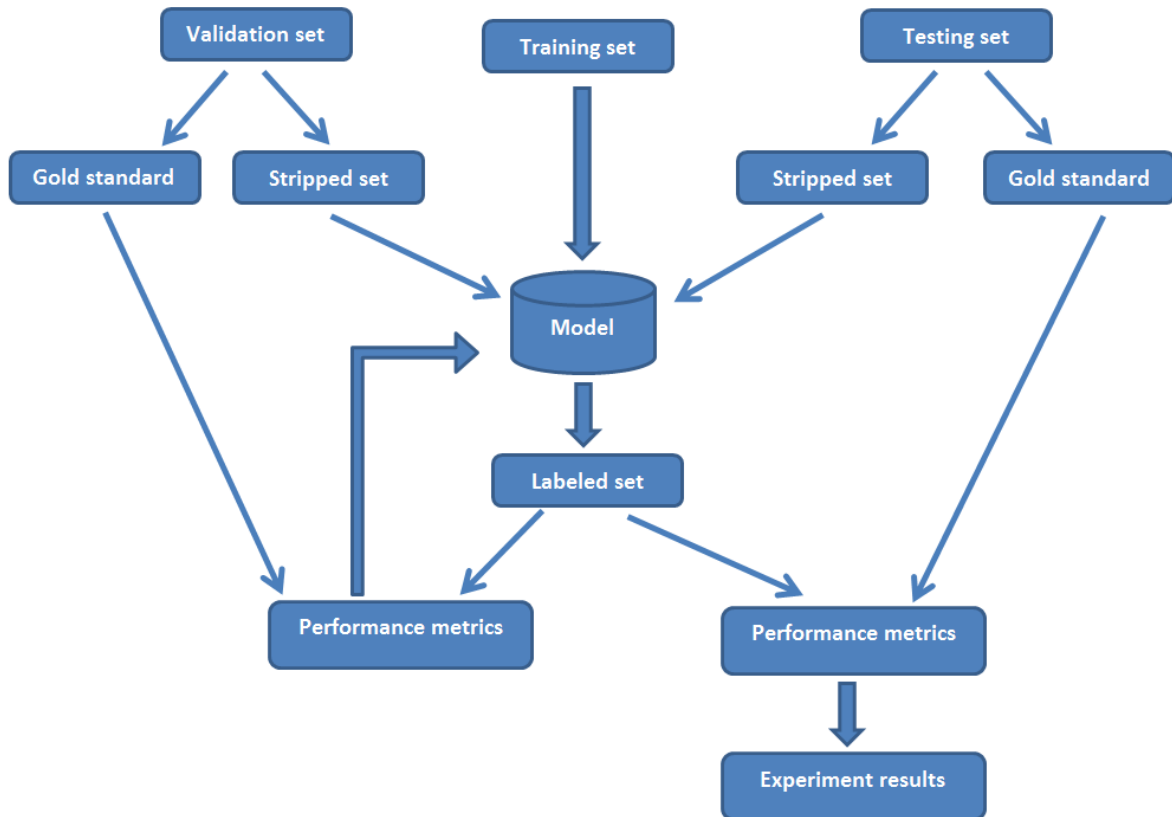 Validation set
Training set
Testing set
Gold standard
Stripped set
Stripped set
Gold standard
Model
Labeled set
Performance metrics
Performance metrics
Experiment results